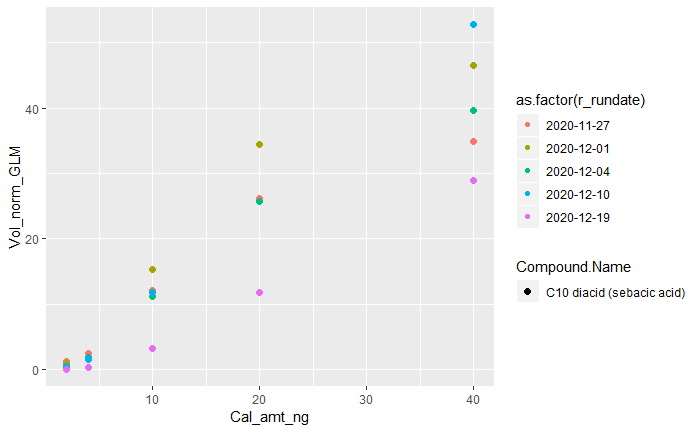 Vol_norm_GLM
40
20
0
10
20
30
40
Cal_amt_ng
as.factor(r_rundate)
2020-11-27
2020-12-01
2020-12-04
2020-12-10
2020-12-19
Compound.Name
C10 diacid (sebacic acid)